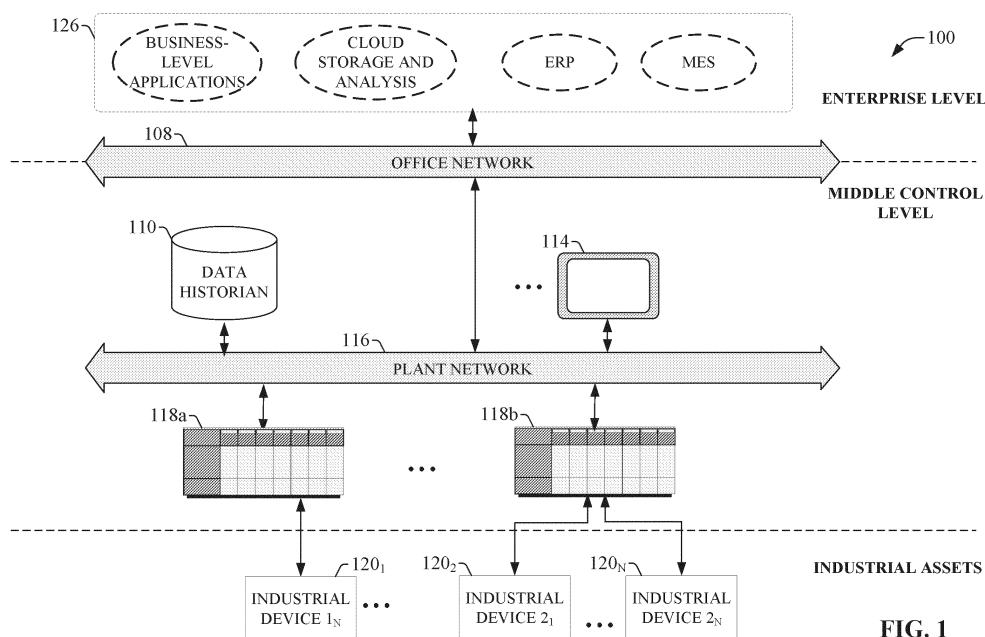 126
BUSINESS-
LEVEL
APPLICATIONS
CLOUD
STORAGE AND
ANALYSIS
ERP
MES
100
ENTERPRISE LEVEL
108
OFFICE NETWORK
MIDDLE CONTROL
LEVEL
110
DATA
HISTORIAN
114
116
PLANT NETWORK
118a
118b
INDUSTRIAL ASSETS
120₁
INDUSTRIAL
DEVICE 1N
120₂
INDUSTRIAL
DEVICE 2₁
120N
INDUSTRIAL
DEVICE 2N
FIG. 1